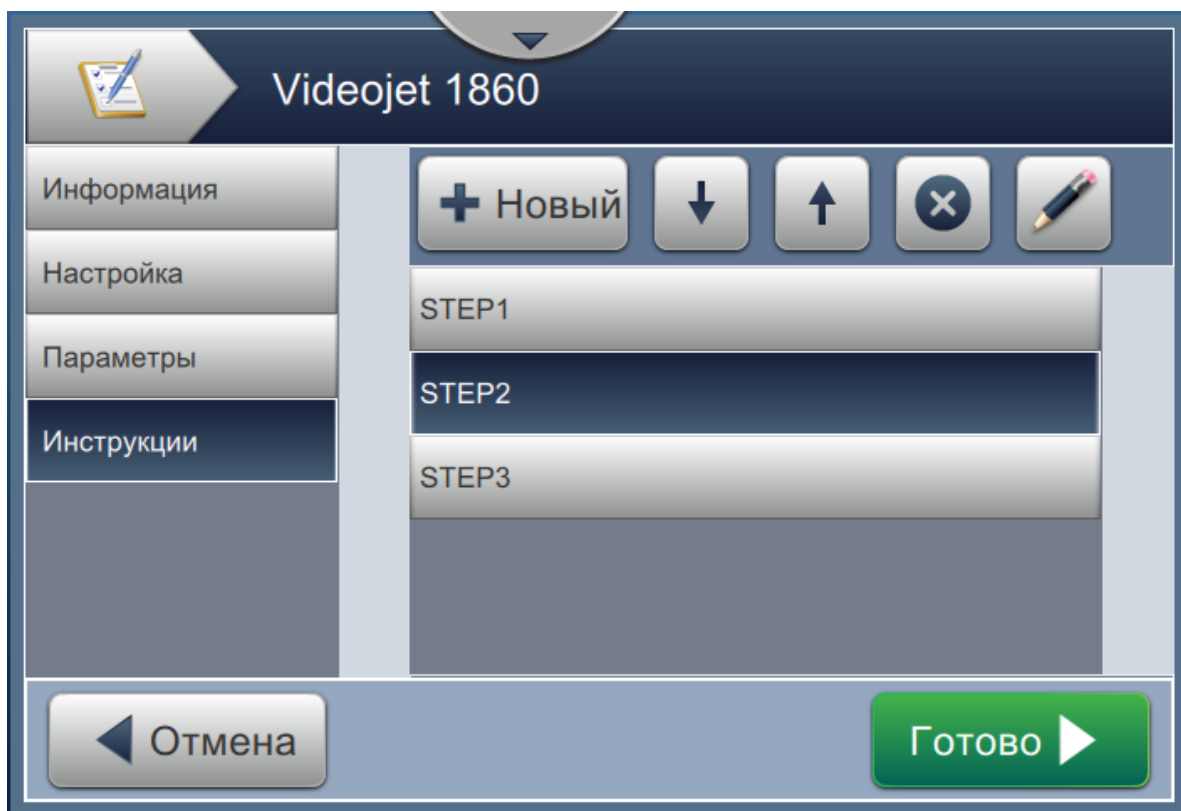 Videojet 1860
Информация
Настройка
Параметры
Инструкции
Новый
STEP1
STEP2
STEP3
Отмена
Готово